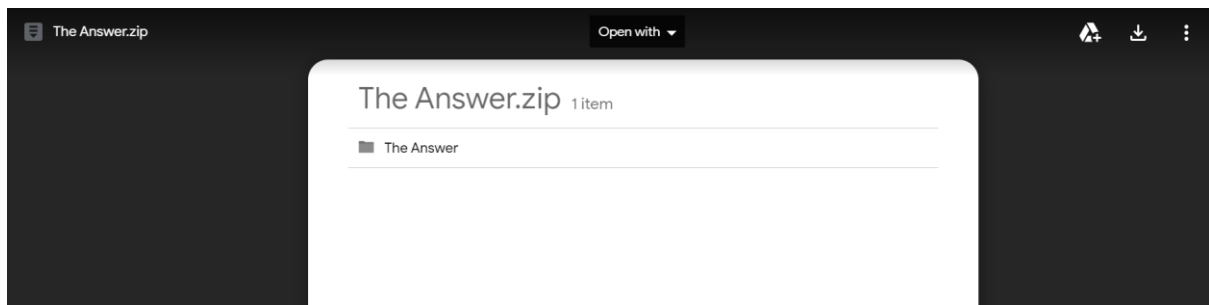 The Answer.zip
Open with
The Answer.zip 1 item
The Answer